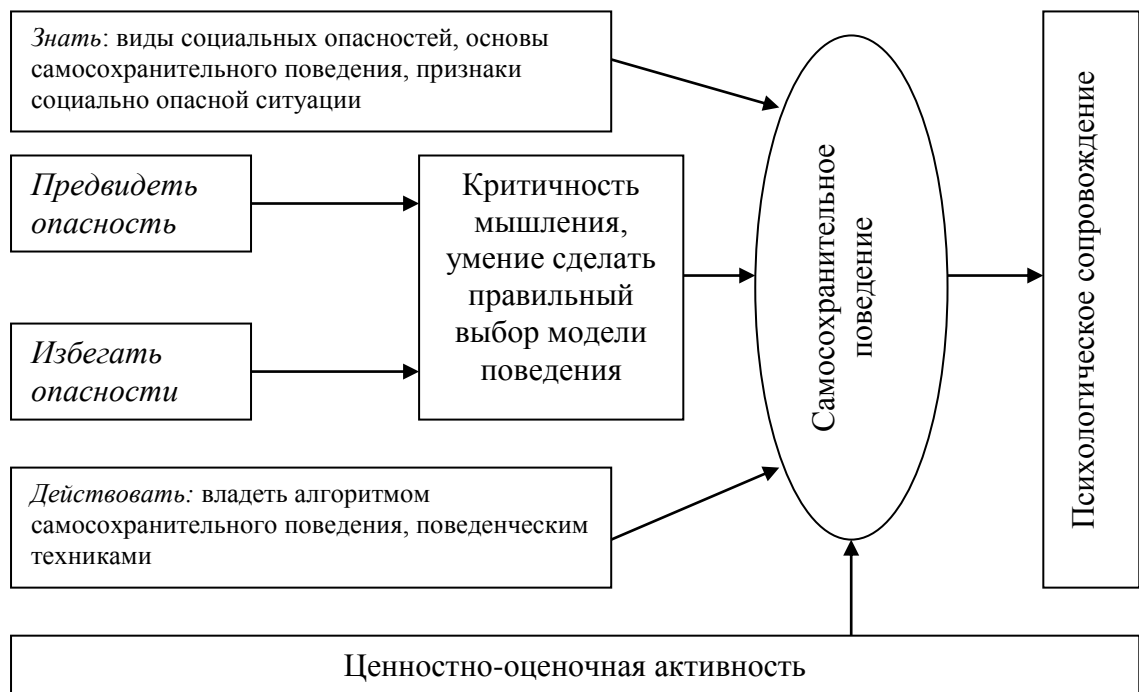 Знать: виды социальных опасностей, основы
самосохранительного поведения, признаки
социально опасной ситуации
Предвидеть
опасность
Избегать
опасности
Критичность
мышления,
умение сделать
правильный
выбор модели
поведения
Действовать: владеть алгоритмом
самосохранительного поведения, поведенческим
техниками
Самосохранительное
поведение
Психологическое сопровождение
Ценностно-оценочная активность